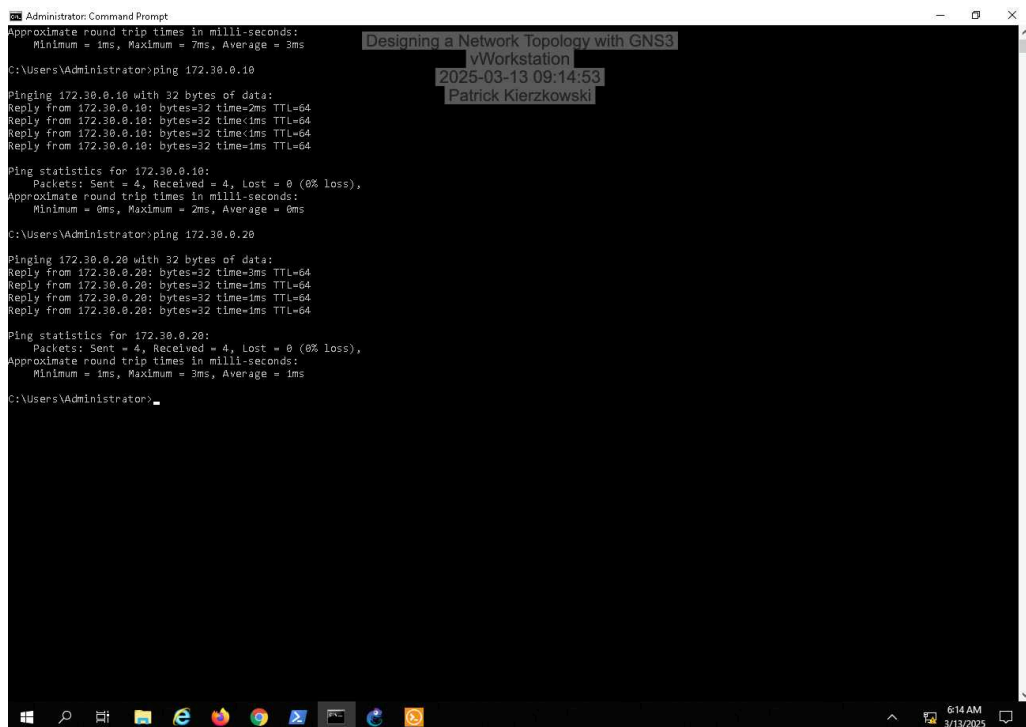 Administrator: Command Prompt
Approximate round trip times in milli-seconds:
    Minimum = 1ms, Maximum = 7ms, Average = 3ms
C:\Users\Administrator>ping 172.30.0.10
Pinging 172.30.0.10 with 32 bytes of data:
Reply from 172.30.0.10: bytes=32 time=2ms TTL=64
Reply from 172.30.0.10: bytes=32 time<1ms TTL=64
Reply from 172.30.0.10: bytes=32 time<1ms TTL=64
Reply from 172.30.0.10: bytes=32 time=1ms TTL=64
Ping statistics for 172.30.0.10:
    Packets: Sent = 4, Received = 4, Lost = 0 (0% loss),
Approximate round trip times in milli-seconds:
    Minimum = 0ms, Maximum = 2ms, Average = 0ms
C:\Users\Administrator>ping 172.30.0.20
Pinging 172.30.0.20 with 32 bytes of data:
Reply from 172.30.0.20: bytes=32 time=3ms TTL=64
Reply from 172.30.0.20: bytes=32 time=1ms TTL=64
Reply from 172.30.0.20: bytes=32 time=1ms TTL=64
Reply from 172.30.0.20: bytes=32 time=1ms TTL=64
Ping statistics for 172.30.0.20:
    Packets: Sent = 4, Received = 4, Lost = 0 (0% loss),
Approximate round trip times in milli-seconds:
    Minimum = 1ms, Maximum = 3ms, Average = 1ms
C:\Users\Administrator>
Designing a Network Topology with GNS3
vWorkstation
2025-03-13 09:14:53
Patrick Kierzkowski
6:14 AM
3/13/2025